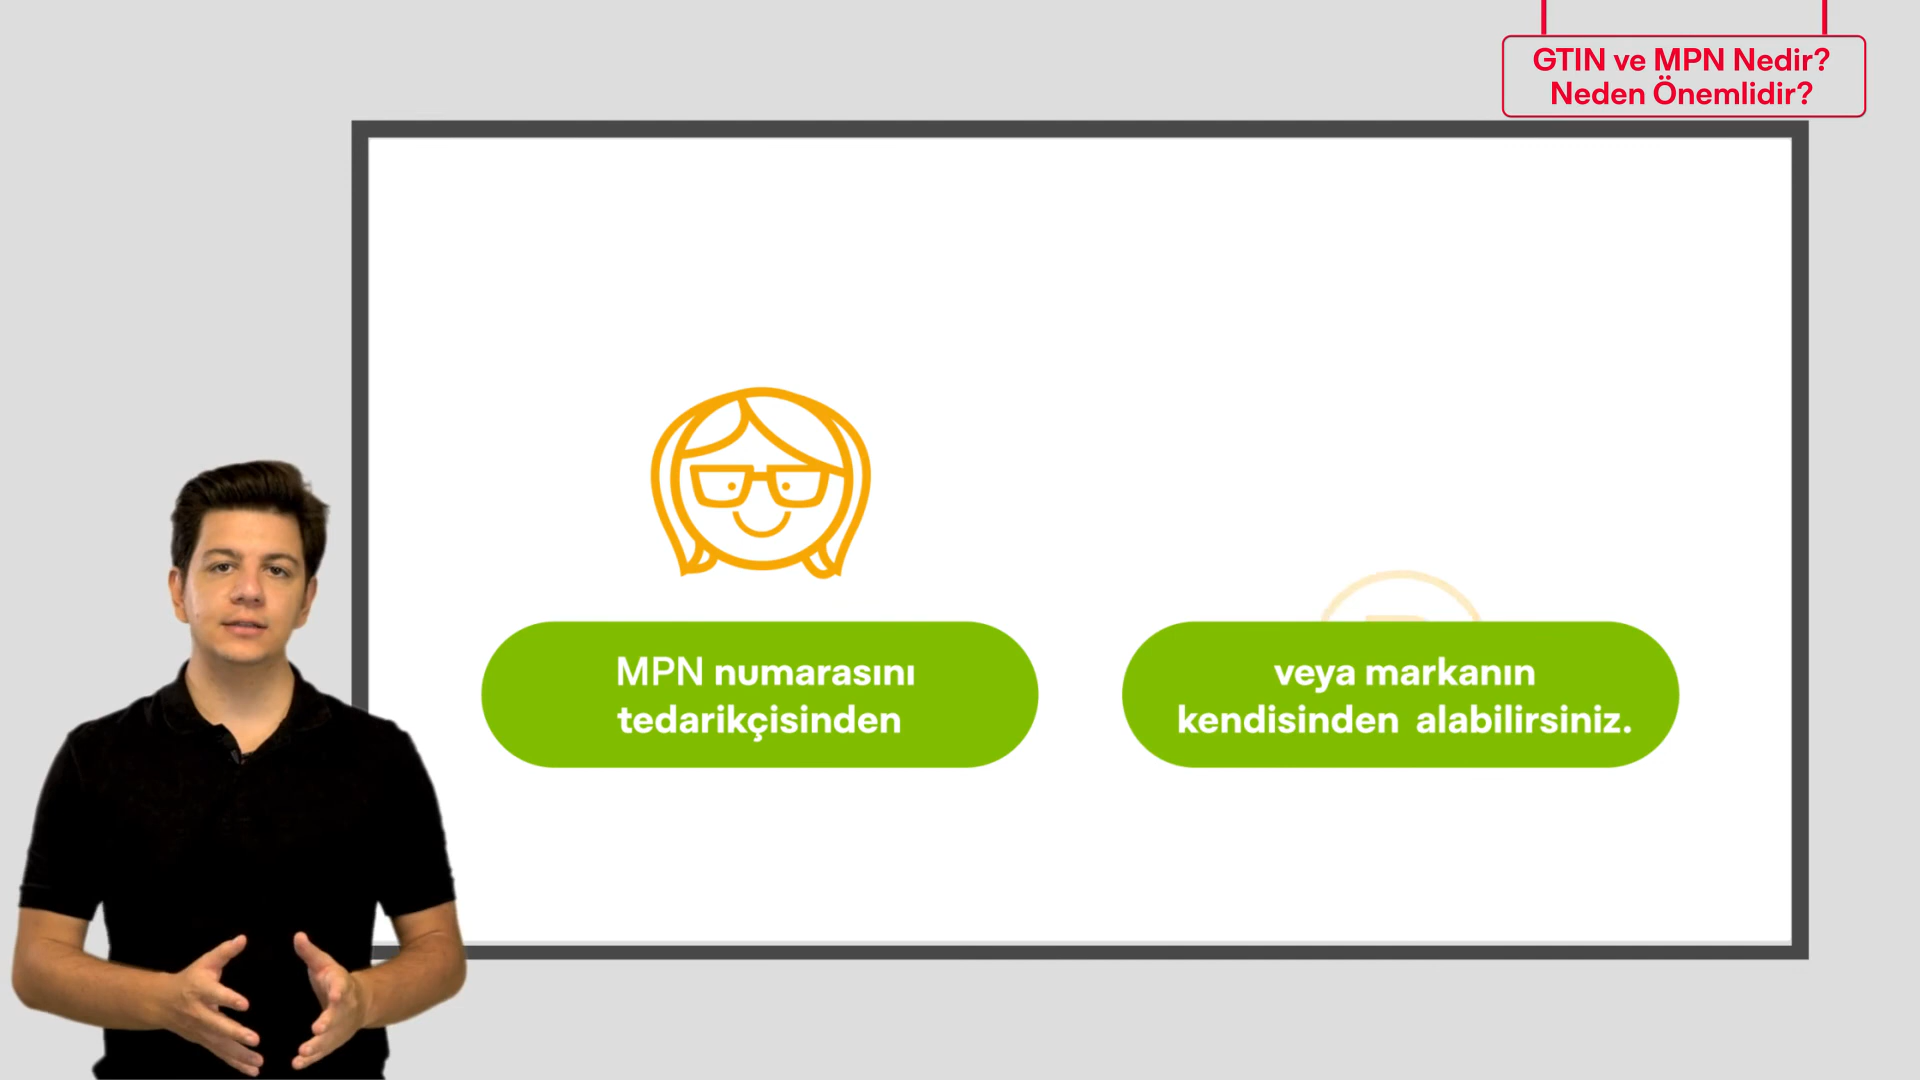 GTIN ve MPN Nedir?
Neden Önemlidir?
MPN numarasını
tedarikçisinden
veya markanın
kendisinden alabilirsiniz.